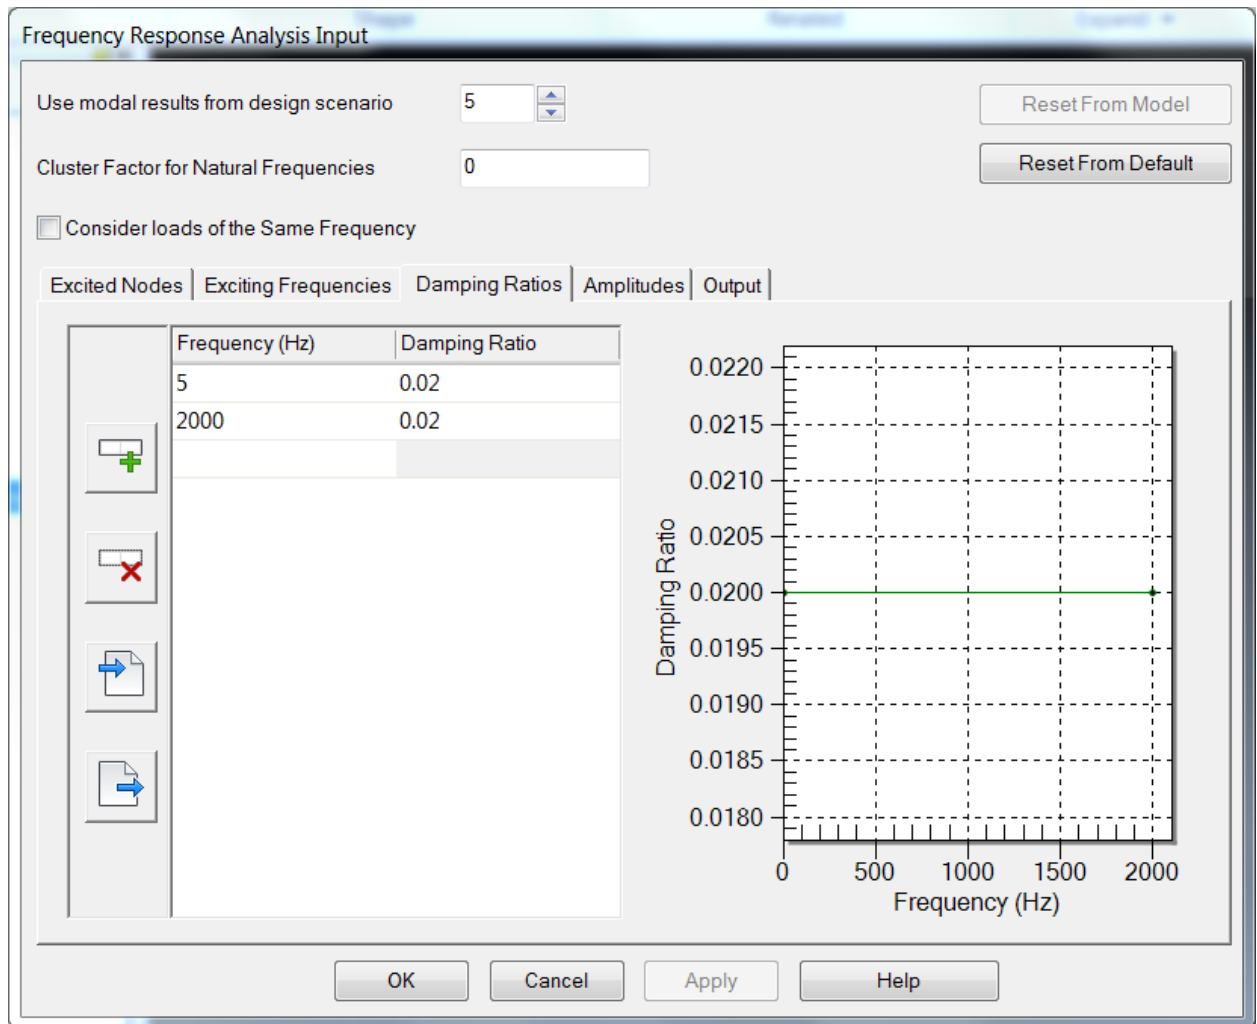 Shape Related Expand
Frequency Response Analysis Input
Use modal results from design scenario 5 Reset From Model
Cluster Factor for Natural Frequencies 0 Reset From Default
Consider loads of the Same Frequency
Excited Nodes Exciting Frequencies Damping Ratios Amplitudes Output
Frequency (Hz) Damping Ratio
5 0.02
2000 0.02
Damping Ratio
0.0220
0.0215
0.0210
0.0205
0.0200
0.0195
0.0190
0.0185
0.0180
0 500 1000 1500 2000
Frequency (Hz)
OK Cancel Apply Help